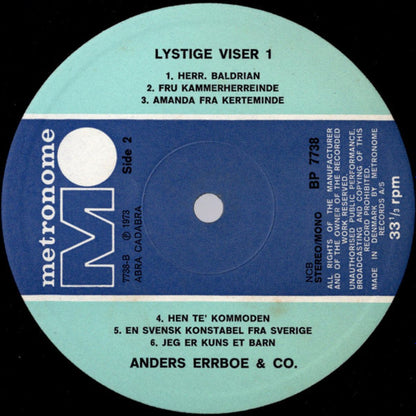 LYSTIGE VISER 1
1. HERR. BALDRIAN
2. FRU KAMMERHERREINDE
3. AMANDA FRA KERTEMINDE
metronome
Side 2
7738-B ℗ 1973
ABRA CADABRA
BP 7738
NCB
STEREO/MONO
ALL RIGHTS OF THE MANUFACTURER
AND OF THE OWNER OF THE RECORDED
WORK RESERVED.
UNAUTHORISED PUBLIC PERFORMANCE,
BROADCASTING AND COPYING OF THIS
RECORD PROHIBITED.
MADE IN DENMARK BY METRONOME
RECORDS A/S
33⅓ rpm
4. HEN TE' KOMMODEN
5. EN SVENSK KONSTABEL FRA SVERIGE
6. JEG ER KUNS ET BARN
ANDERS ERRBOE & CO.